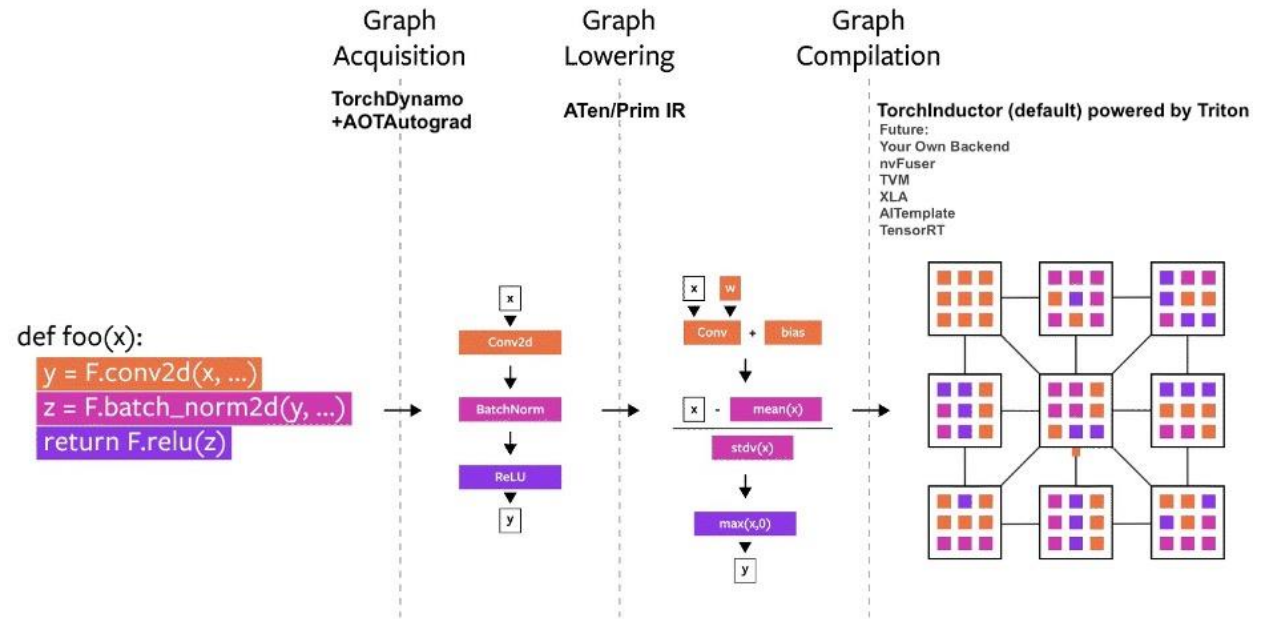 Graph
Acquisition
Graph
Lowering
Graph
Compilation
TorchDynamo
+AOTAutograd
ATen/Prim IR
TorchInductor (default) powered by Triton
Future:
Your Own Backend
nvFuser
TVM
XLA
AITemplate
TensorRT
def foo(x):
y = F.conv2d(x, ...)
z = F.batch_norm2d(y, ...)
return F.relu(z)
x
Conv2d
BatchNorm
ReLU
y
x w
Conv + bias
x - mean(x)
stdv(x)
max(x,0)
y